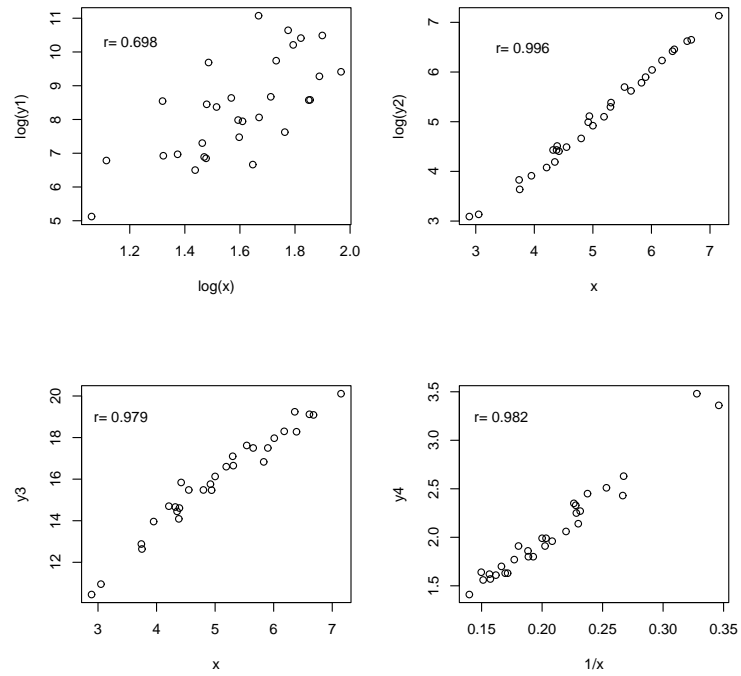 r= 0.698
log(y1)
5 6 7 8 9 10 11
1.2 1.4 1.6 1.8 2.0
log(x)
r= 0.996
log(y2)
3 4 5 6 7
3 4 5 6 7
x
r= 0.979
y3
12 14 16 18 20
3 4 5 6 7
x
r= 0.982
y4
1.5 2.0 2.5 3.0 3.5
0.15 0.20 0.25 0.30 0.35
1/x